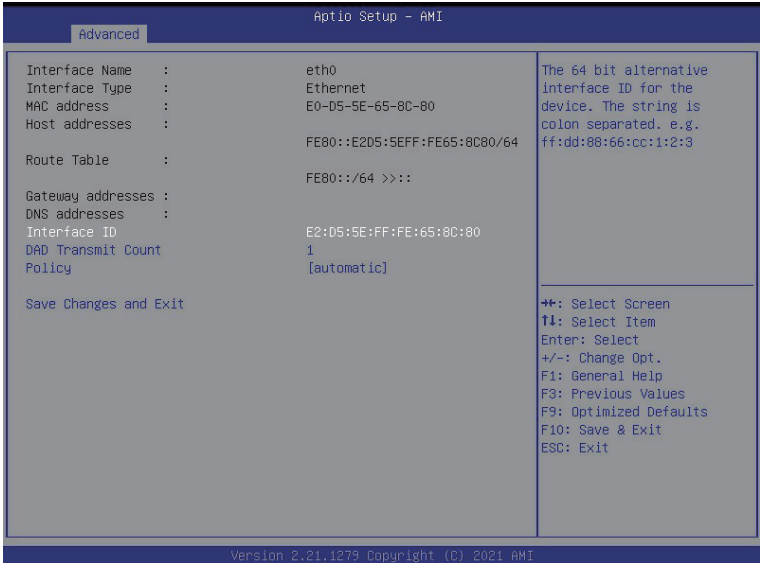 Aptio Setup – AMI
Advanced
Interface Name : eth0
Interface Type : Ethernet
MAC address : E0-D5-5E-65-8C-80
Host addresses :
FE80::E2D5:5EFF:FE65:8C80/64
Route Table :
FE80::/64 >>::
Gateway addresses :
DNS addresses :
Interface ID E2:D5:5E:FF:FE:65:8C:80
DAD Transmit Count 1
Policy [automatic]
Save Changes and Exit
The 64 bit alternative
interface ID for the
device. The string is
colon separated. e.g.
ff:dd:88:66:cc:1:2:3
→←: Select Screen
↑↓: Select Item
Enter: Select
+/-: Change Opt.
F1: General Help
F3: Previous Values
F9: Optimized Defaults
F10: Save & Exit
ESC: Exit
Version 2.21.1279 Copyright (C) 2021 AMI